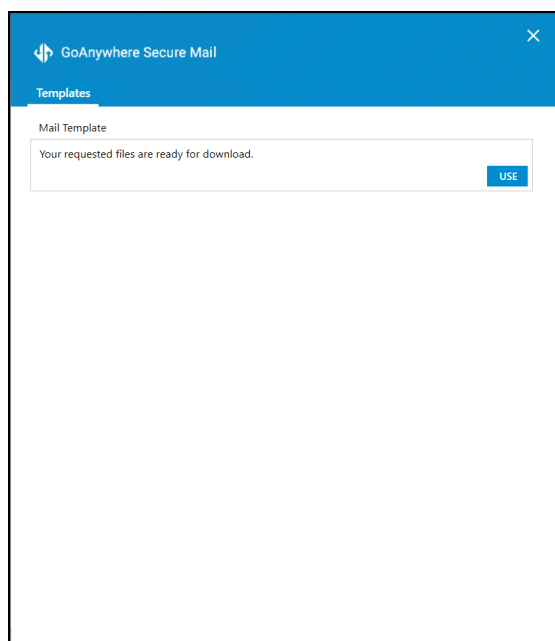 GoAnywhere Secure Mail
Templates
Mail Template
Your requested files are ready for download.
USE